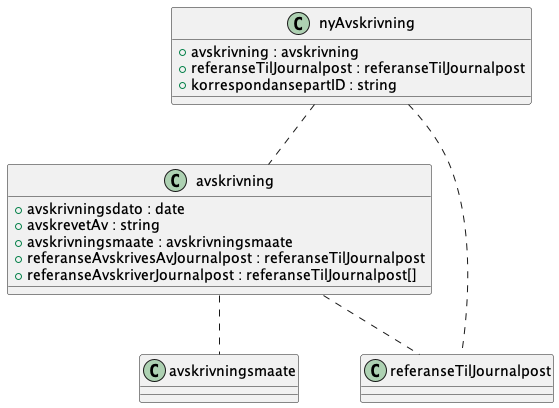 C nyAvskrivning
avskrivning : avskrivning
referanseTilJournalpost : referanseTilJournalpost
korrespondansepartID : string
C avskrivning
avskrivningsdato : date
avskrevetAv : string
avskrivningsmaate : avskrivningsmaate
referanseAvskrivesAvJournalpost : referanseTilJournalpost
referanseAvskriverJournalpost : referanseTilJournalpost[]
C avskrivningsmaate
C referanseTilJournalpost